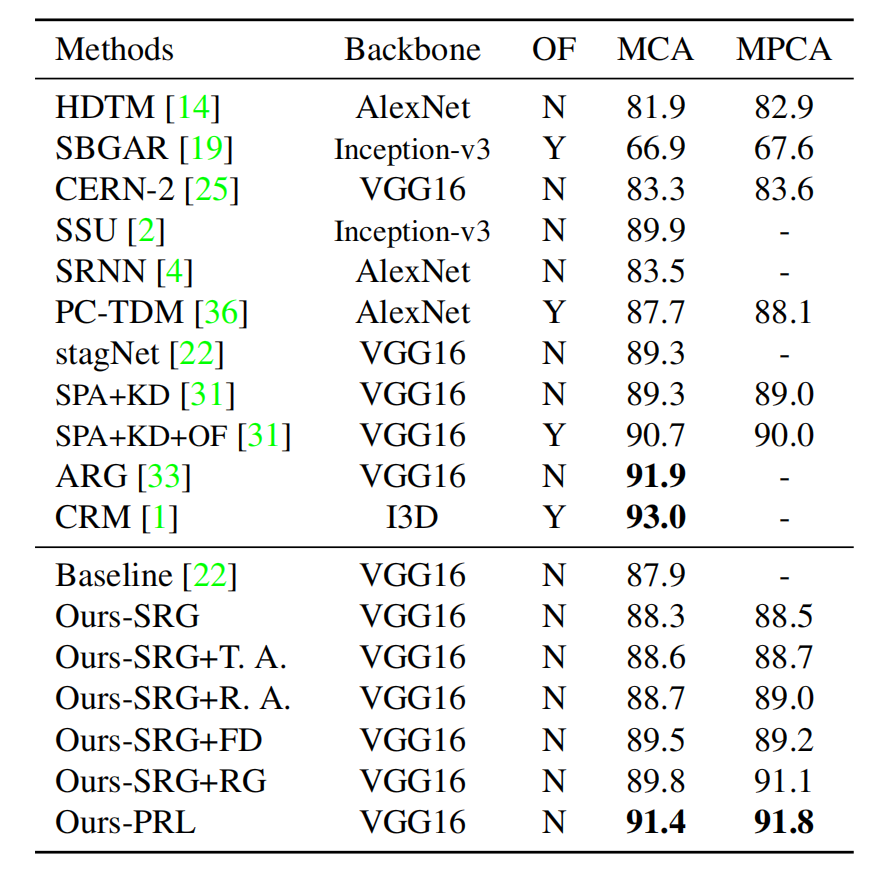 Methods Backbone OF MCA MPCA
HDTM [14] AlexNet N 81.9 82.9
SBGAR [19] Inception-v3 Y 66.9 67.6
CERN-2 [25] VGG16 N 83.3 83.6
SSU [2] Inception-v3 N 89.9 -
SRNN [4] AlexNet N 83.5 -
PC-TDM [36] AlexNet Y 87.7 88.1
stagNet [22] VGG16 N 89.3 -
SPA+KD [31] VGG16 N 89.3 89.0
SPA+KD+OF [31] VGG16 Y 90.7 90.0
ARG [33] VGG16 N 91.9 -
CRM [1] I3D Y 93.0 -
Baseline [22] VGG16 N 87.9 -
Ours-SRG VGG16 N 88.3 88.5
Ours-SRG+T. A. VGG16 N 88.6 88.7
Ours-SRG+R. A. VGG16 N 88.7 89.0
Ours-SRG+FD VGG16 N 89.5 89.2
Ours-SRG+RG VGG16 N 89.8 91.1
Ours-PRL VGG16 N 91.4 91.8